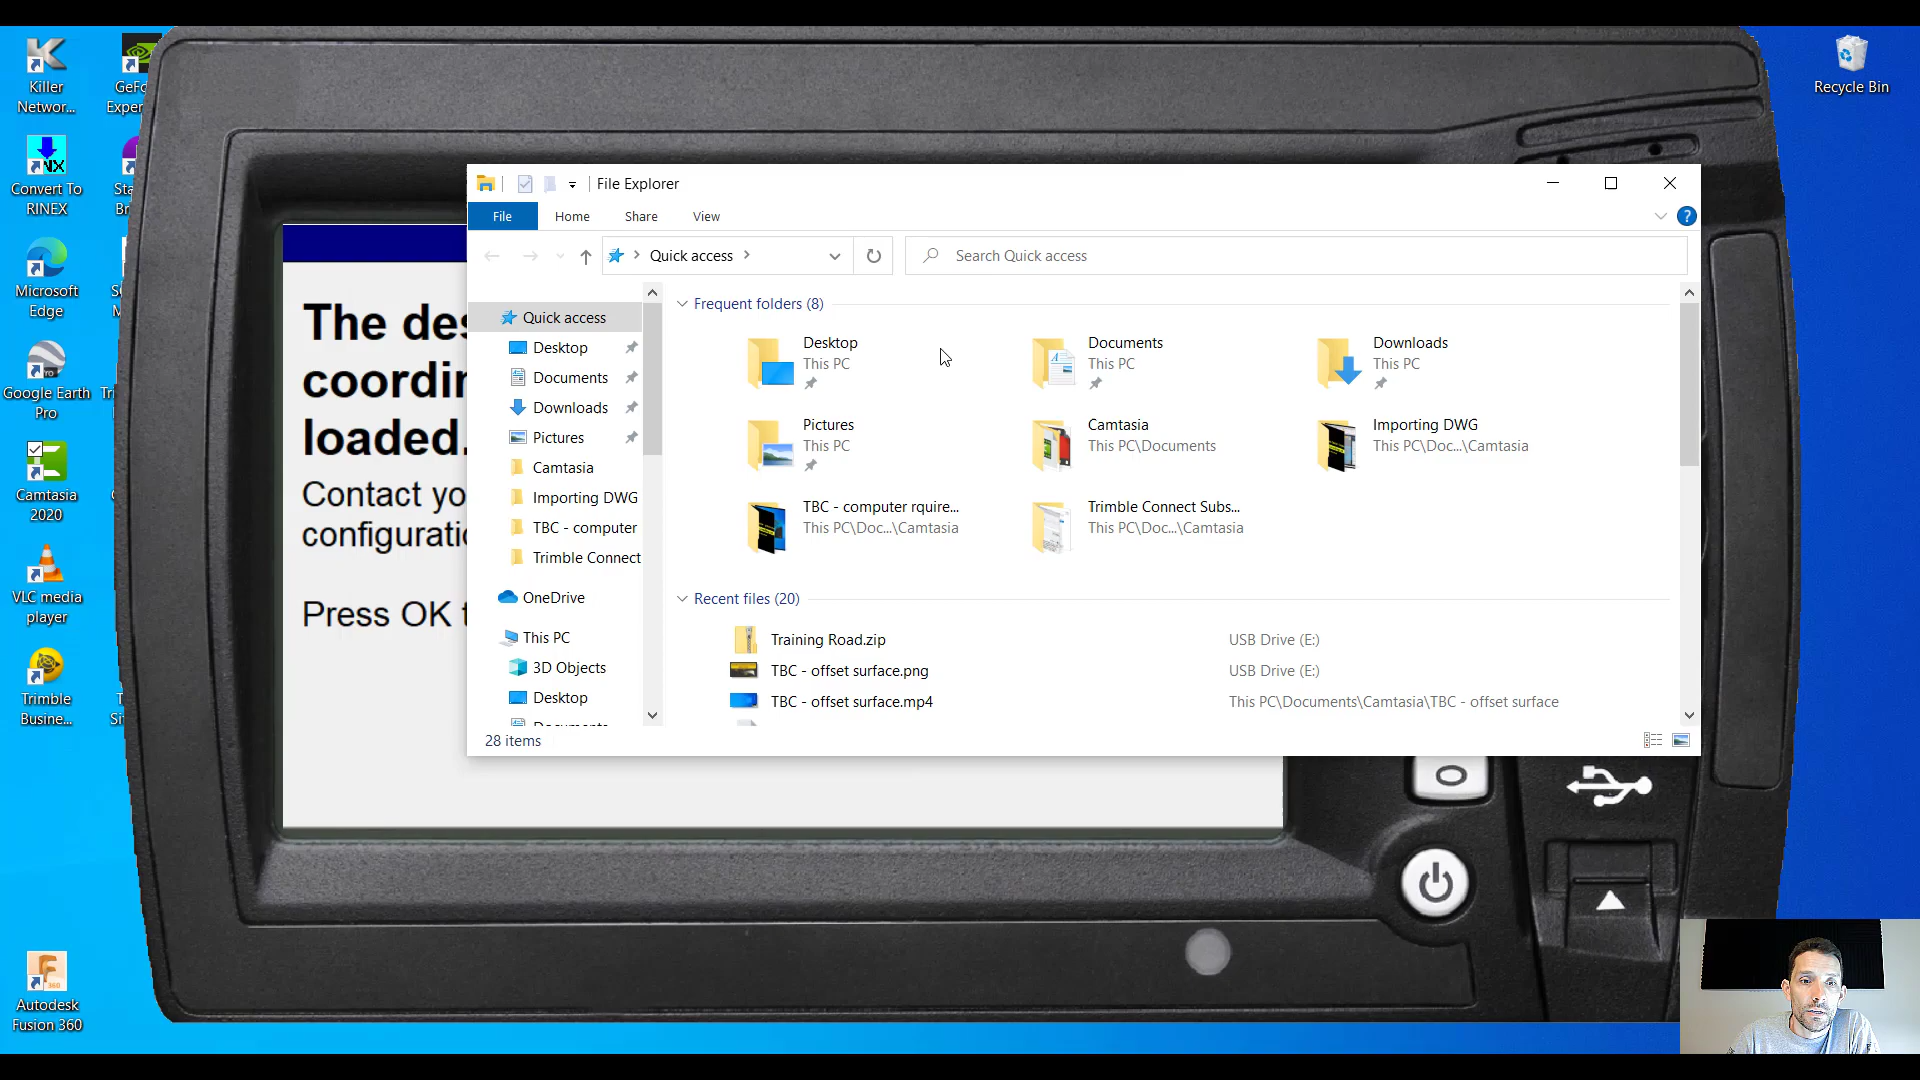 Killer
Networ...
GeFo
Exper
Convert To
RINEX
Sta
Br
Microsoft
Edge
Google Earth
Pro
Camtasia
2020
VLC media
player
Trimble
Busine...
Autodesk
Fusion 360
Recycle Bin
The des
coordin
loaded.
Contact yo
configuratio
Press OK t
File Explorer
File
Home
Share
View
Quick access
Search Quick access
Quick access
Desktop
Documents
Downloads
Pictures
Camtasia
Importing DWG
TBC - computer
Trimble Connect
OneDrive
This PC
3D Objects
Desktop
Documents
Frequent folders (8)
Desktop
This PC
Documents
This PC
Downloads
This PC
Pictures
This PC
Camtasia
This PC\Documents
Importing DWG
This PC\Doc...\Camtasia
TBC - computer rquire...
This PC\Doc...\Camtasia
Trimble Connect Subs...
This PC\Doc...\Camtasia
Recent files (20)
Training Road.zip
USB Drive (E:)
TBC - offset surface.png
USB Drive (E:)
TBC - offset surface.mp4
This PC\Documents\Camtasia\TBC - offset surface
28 items